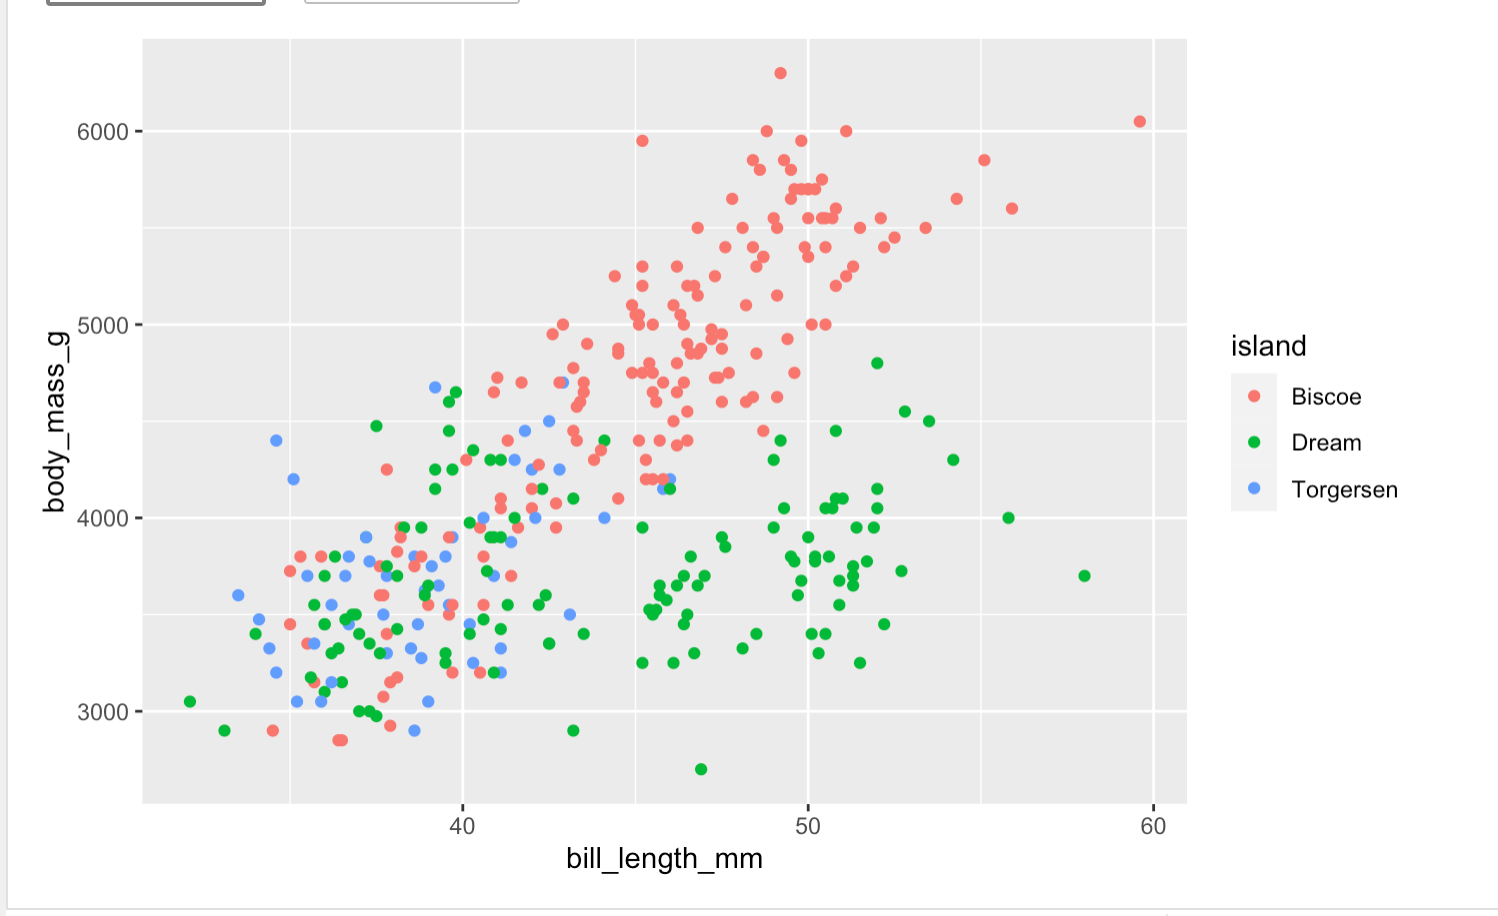 6000
5000
4000
3000
body_mass_g
40
50
60
bill_length_mm
island
Biscoe
Dream
Torgersen